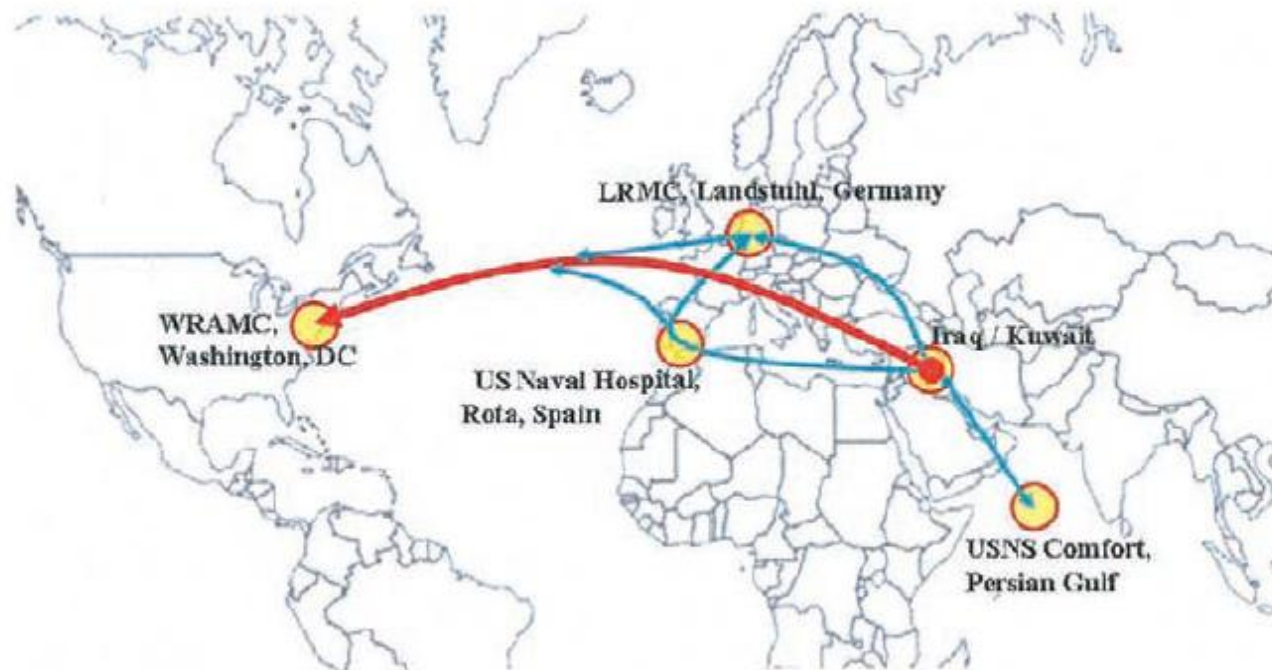 LRMC, Landstuhl, Germany
WRAMC,
Washington, DC
Iraq / Kuwait
US Naval Hospital,
Rota, Spain
USNS Comfort,
Persian Gulf